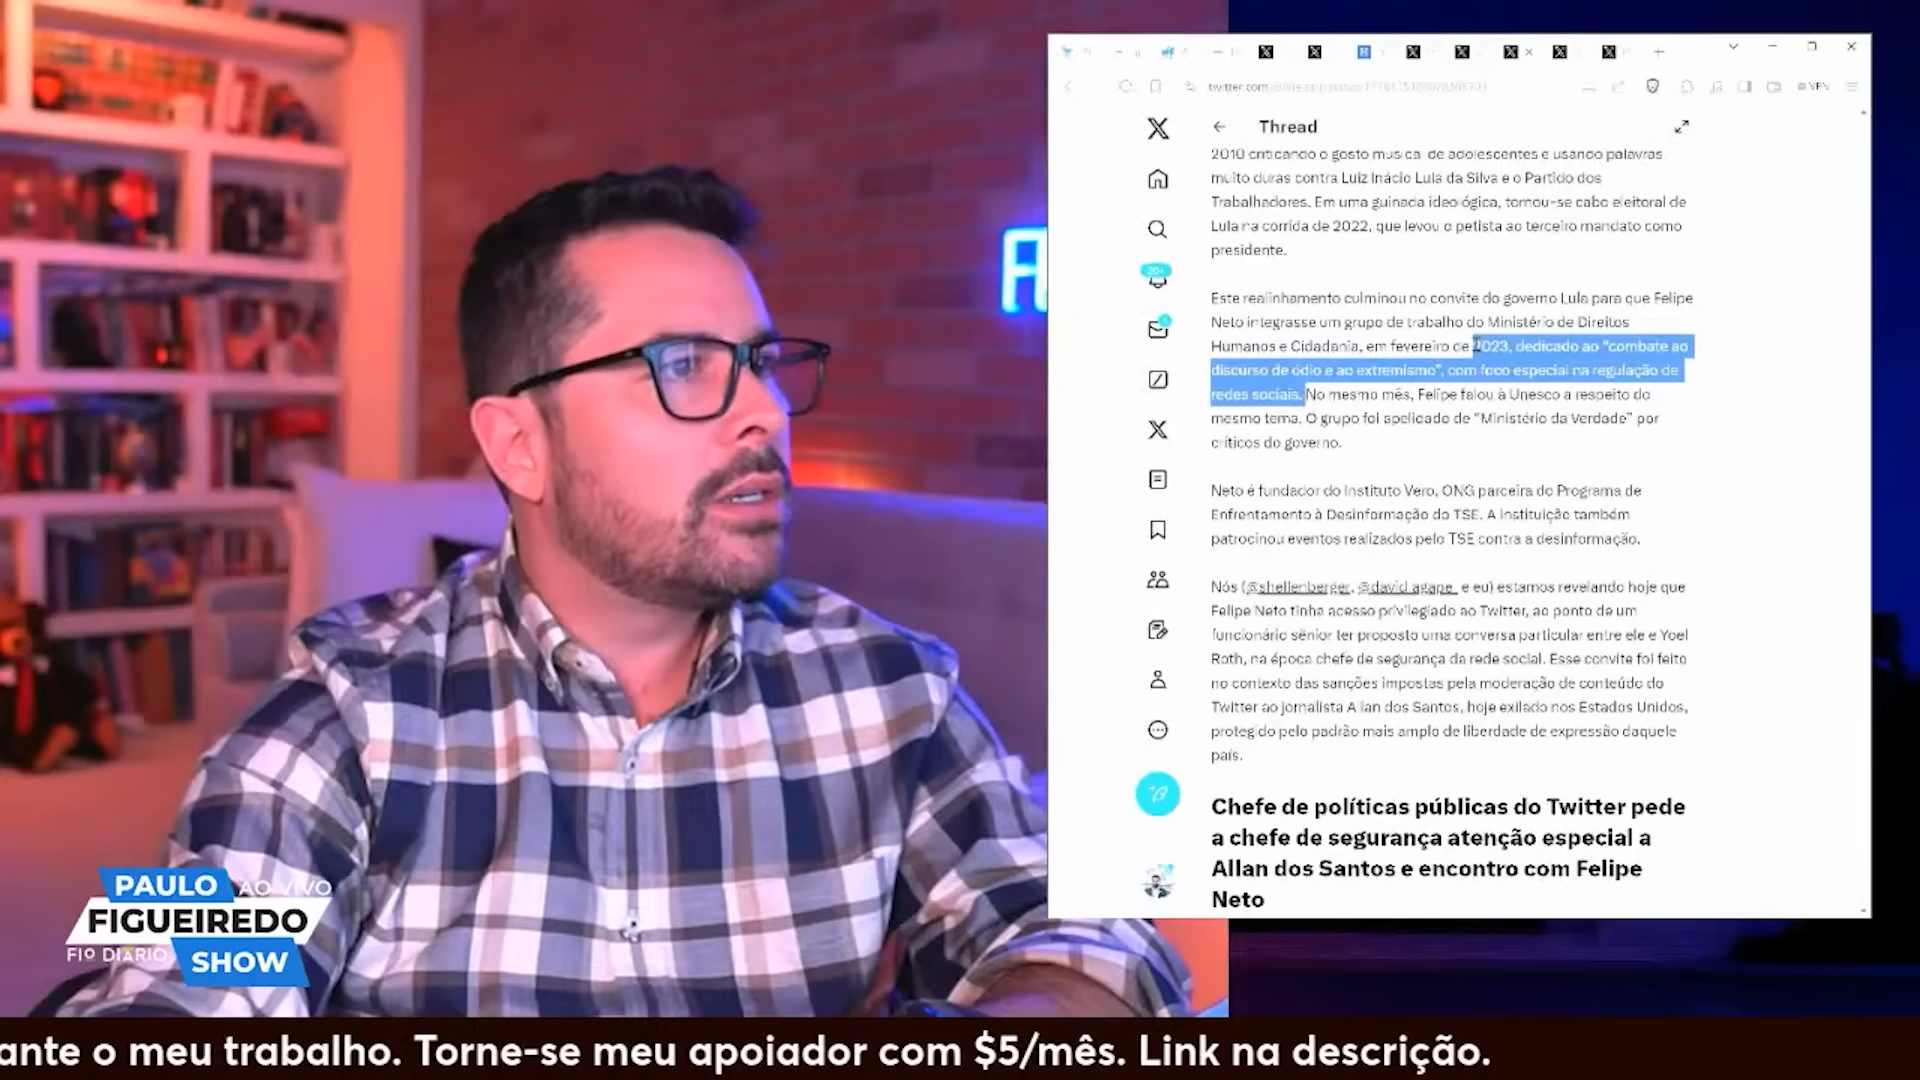 Thread
2010 criticando o gosto musical de adolescentes e usando palavras
muito duras contra Luiz Inácio Lula da Silva e o Partido dos
Trabalhadores. Em uma guinada ideológica, tornou-se cabo eleitoral de
Lula na corrida de 2022, que levou o petista ao terceiro mandato como
presidente.
Este realinhamento culminou no convite do governo Lula para que Felipe
Neto integrasse um grupo de trabalho do Ministério de Direitos
Humanos e Cidadania, em fevereiro de 2023, dedicado ao "combate ao
discurso de ódio e ao extremismo", com foco especial na regulação de
redes sociais. No mesmo mês, Felipe falou à Unesco a respeito do
mesmo tema. O grupo foi apelidado de "Ministério da Verdade" por
críticos do governo.
Neto é fundador do Instituto Vero, ONG parceira do Programa de
Enfrentamento à Desinformação do TSE. A instituição também
patrocinou eventos realizados pelo TSE contra a desinformação.
Nós (@shellenberger, @david_agape_ e eu) estamos revelando hoje que
Felipe Neto tinha acesso privilegiado ao Twitter, ao ponto de um
funcionário sênior ter proposto uma conversa particular entre ele e Yoel
Roth, na época chefe de segurança da rede social. Esse convite foi feito
no contexto das sanções impostas pela moderação de conteúdo do
Twitter ao jornalista Allan dos Santos, hoje exilado nos Estados Unidos,
protegido pelo padrão mais amplo de liberdade de expressão daquele
país.
Chefe de políticas públicas do Twitter pede
a chefe de segurança atenção especial a
Allan dos Santos e encontro com Felipe
Neto
20+
VPN
PAULO AO VIVO
FIGUEIREDO
FIO DIÁRIO SHOW
ante o meu trabalho. Torne-se meu apoiador com $5/mês. Link na descrição.